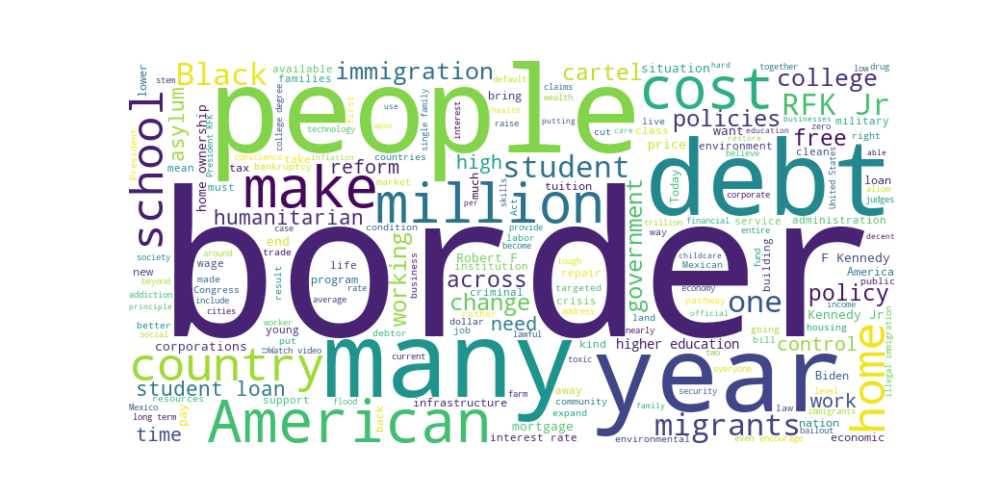 lower
stem
Black
available
families
immigration
default
claims
wealth
cartel
situation
hard
together
low
drug
bring
cost
college
RFK Jr
live
businesses
military
people
President
President RFK
asylum
mean
home ownership
college degree
use
technology
upon
first
single family
interest
putting
health
cut
care
raise
policies
want
education
zero
free
school
conscience
take
inflation
countries
tax
bankruptcy
must
reform
high
student
class
price
environment
restore
believe
clean
right
able
make
market
million
much
per
skills
tuition
Act
debt
Today
corporate
United States
loan
allow
judges
humanitarian
case
condition
provide
labor
become
government
trillion
financial
service
administration
way
entire
decent
border
end
trade
wage
society
new
beyond
around
made
Congress
include
cities
result
life
program
rate
average
working
business
Robert F
institution
across
criminal
rather
change
crisis
tough
repair
targeted
address
land
childcare
Mexican
economy
pathway
official
fund
building
one
F Kennedy
America
public
policy
principle
income
Kennedy Jr
addiction
better
social
young
worker
put
debtor
dollar
job
need
lawful
kind
nearly
higher education
bill
going
housing
control
corporations
Watch video
country
many
year
current
toxic
two
everyone
Biden
home
illegal immigration
student loan
resources
support
flood
away
community
expand
farm
infrastructure
security
level
work
law
immigrants
nation
Mexico
long term
pay
American
back
mortgage
family
migrants
bailout
time
interest rate
environmental
even encourage
economic